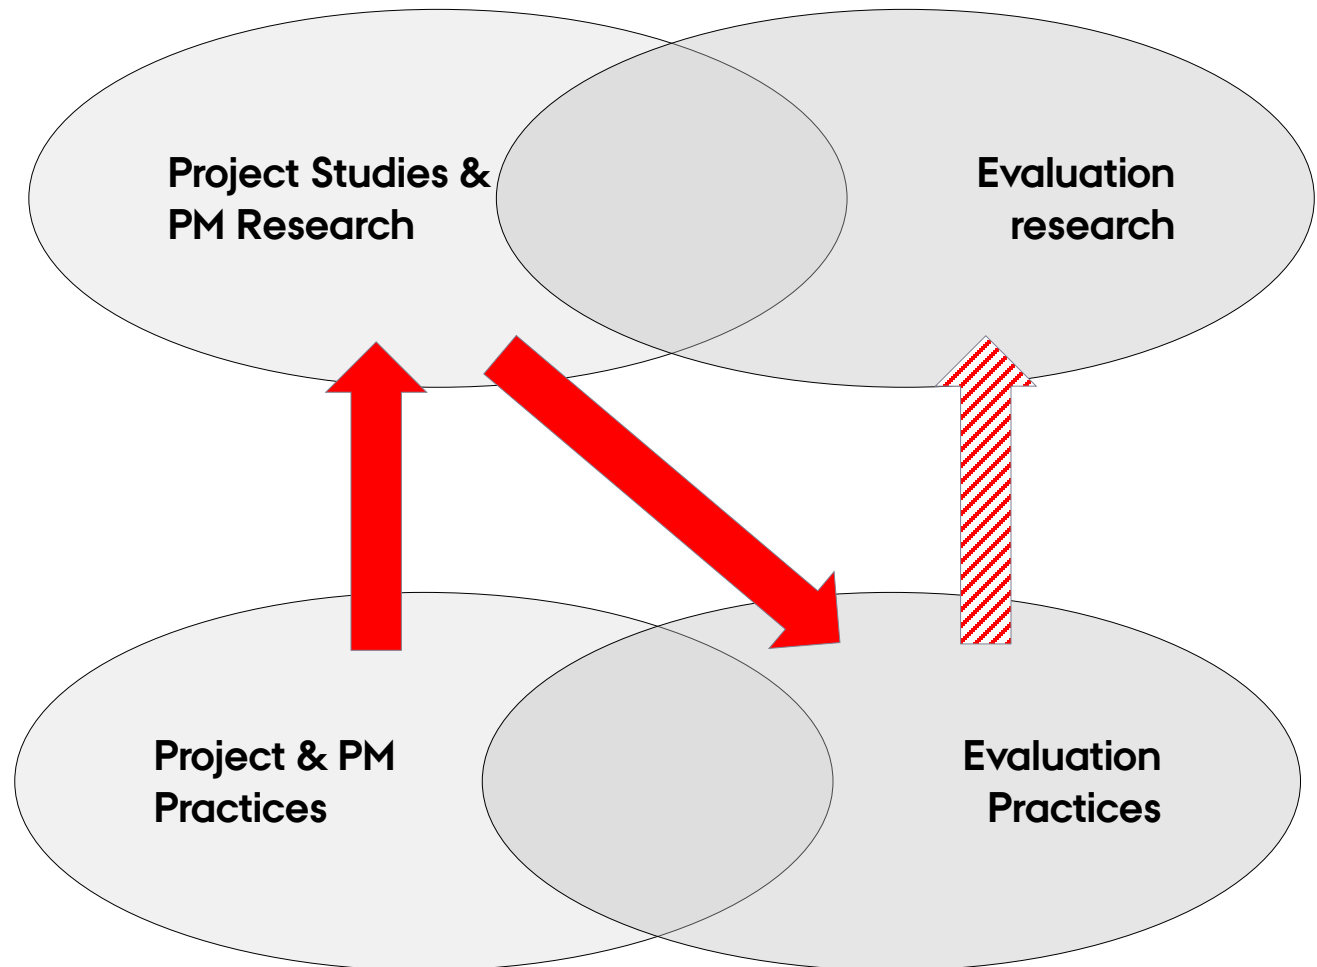 Project Studies &
PM Research
Evaluation
research
Project & PM
Practices
Evaluation
Practices